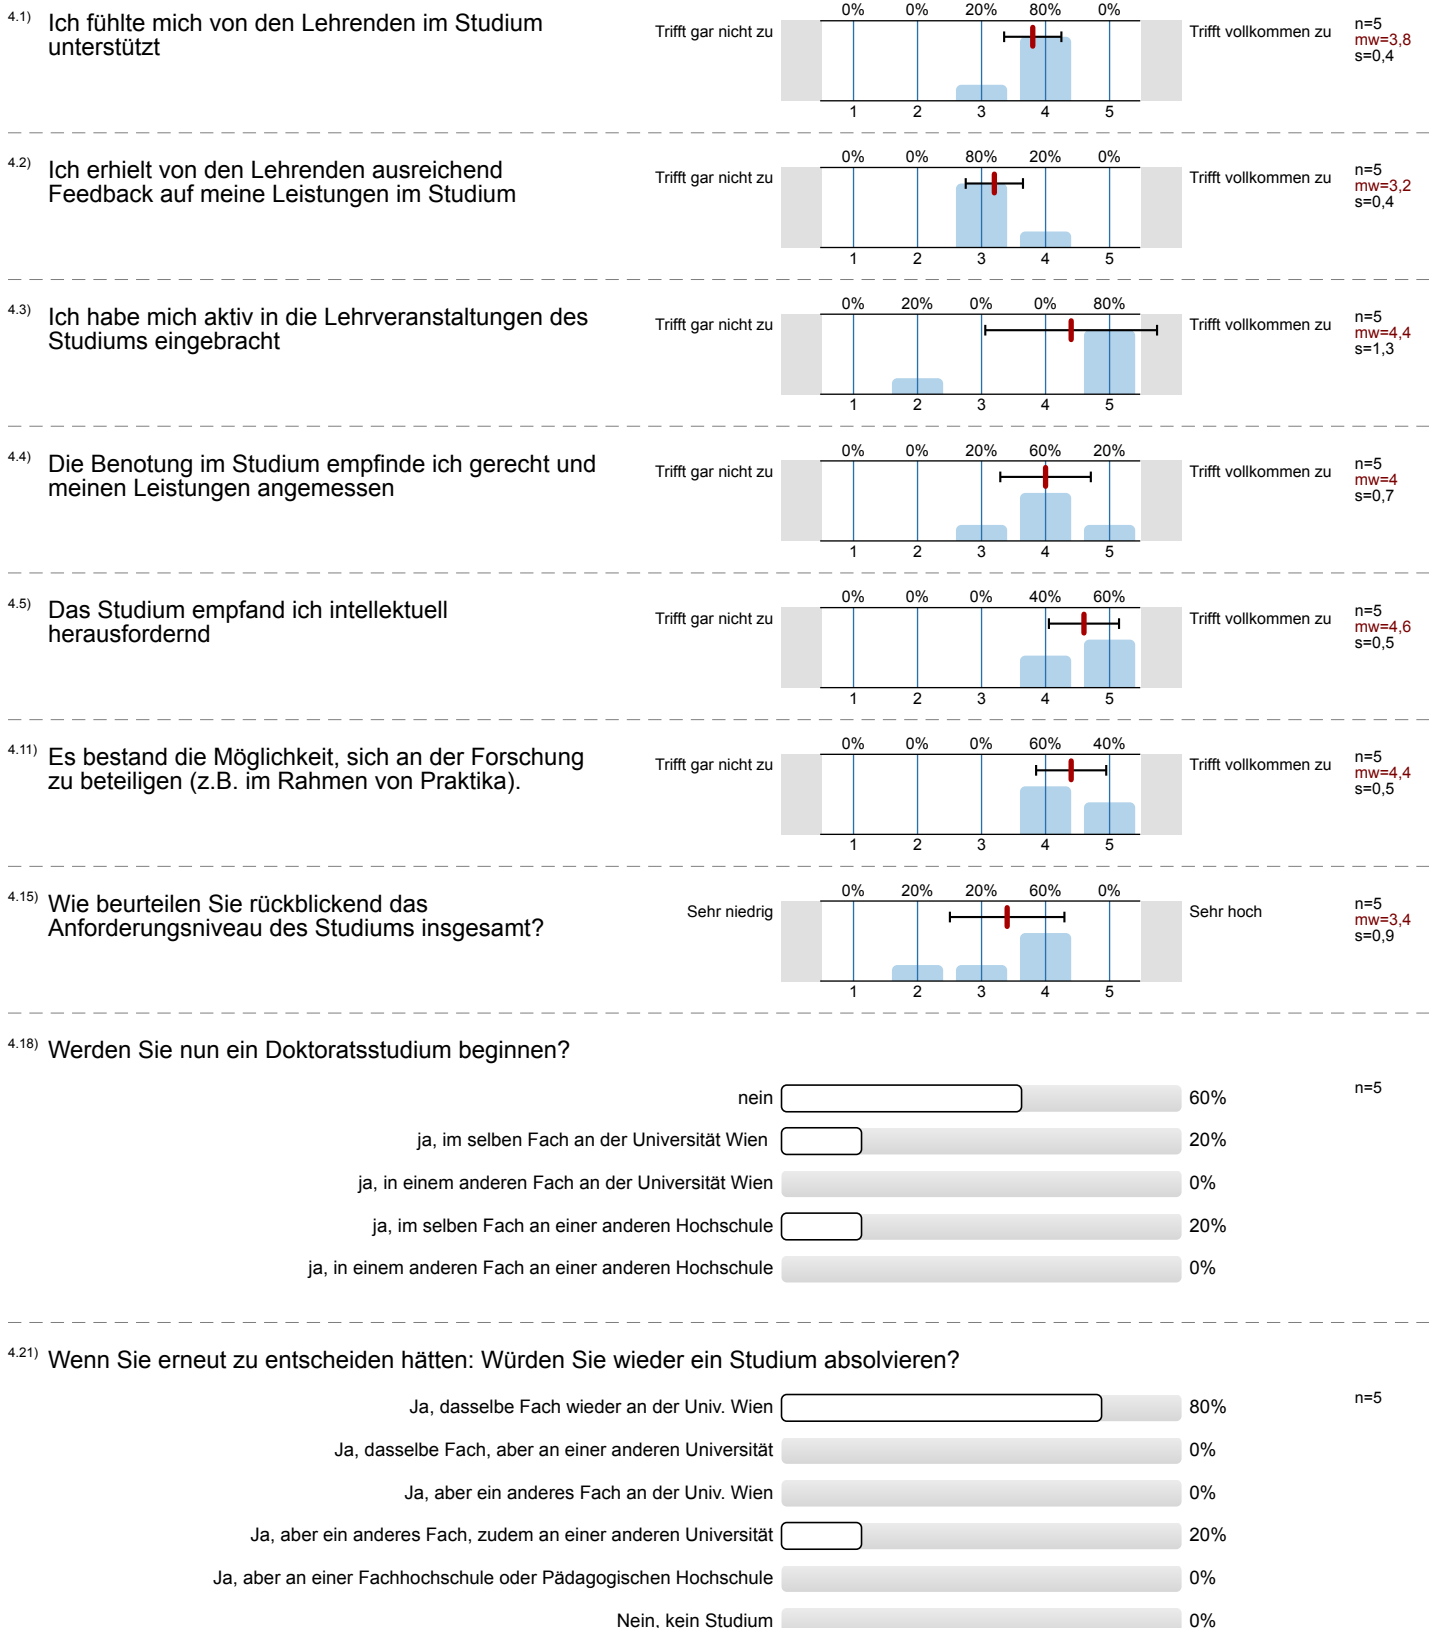 0% 0% 20% 80% 0%
4.1) Ich fühlte mich von den Lehrenden im Studium
unterstützt
Trifft gar nicht zu
Trifft vollkommen zu
n=5
mw=3,8
s=0,4
1 2 3 4 5
0% 0% 80% 20% 0%
4.2) Ich erhielt von den Lehrenden ausreichend
Feedback auf meine Leistungen im Studium
Trifft gar nicht zu
Trifft vollkommen zu
n=5
mw=3,2
s=0,4
1 2 3 4 5
0% 20% 0% 0% 80%
4.3) Ich habe mich aktiv in die Lehrveranstaltungen des
Studiums eingebracht
Trifft gar nicht zu
Trifft vollkommen zu
n=5
mw=4,4
s=1,3
1 2 3 4 5
0% 0% 20% 60% 20%
4.4) Die Benotung im Studium empfinde ich gerecht und
meinen Leistungen angemessen
Trifft gar nicht zu
Trifft vollkommen zu
n=5
mw=4
s=0,7
1 2 3 4 5
0% 0% 0% 40% 60%
4.5) Das Studium empfand ich intellektuell
herausfordernd
Trifft gar nicht zu
Trifft vollkommen zu
n=5
mw=4,6
s=0,5
1 2 3 4 5
0% 0% 0% 60% 40%
4.11) Es bestand die Möglichkeit, sich an der Forschung
zu beteiligen (z.B. im Rahmen von Praktika).
Trifft gar nicht zu
Trifft vollkommen zu
n=5
mw=4,4
s=0,5
1 2 3 4 5
0% 20% 20% 60% 0%
4.15) Wie beurteilen Sie rückblickend das
Anforderungsniveau des Studiums insgesamt?
Sehr niedrig
Sehr hoch
n=5
mw=3,4
s=0,9
1 2 3 4 5
4.18) Werden Sie nun ein Doktoratsstudium beginnen?
nein 60% n=5
ja, im selben Fach an der Universität Wien 20%
ja, in einem anderen Fach an der Universität Wien 0%
ja, im selben Fach an einer anderen Hochschule 20%
ja, in einem anderen Fach an einer anderen Hochschule 0%
4.21) Wenn Sie erneut zu entscheiden hätten: Würden Sie wieder ein Studium absolvieren?
Ja, dasselbe Fach wieder an der Univ. Wien 80% n=5
Ja, dasselbe Fach, aber an einer anderen Universität 0%
Ja, aber ein anderes Fach an der Univ. Wien 0%
Ja, aber ein anderes Fach, zudem an einer anderen Universität 20%
Ja, aber an einer Fachhochschule oder Pädagogischen Hochschule 0%
Nein, kein Studium 0%